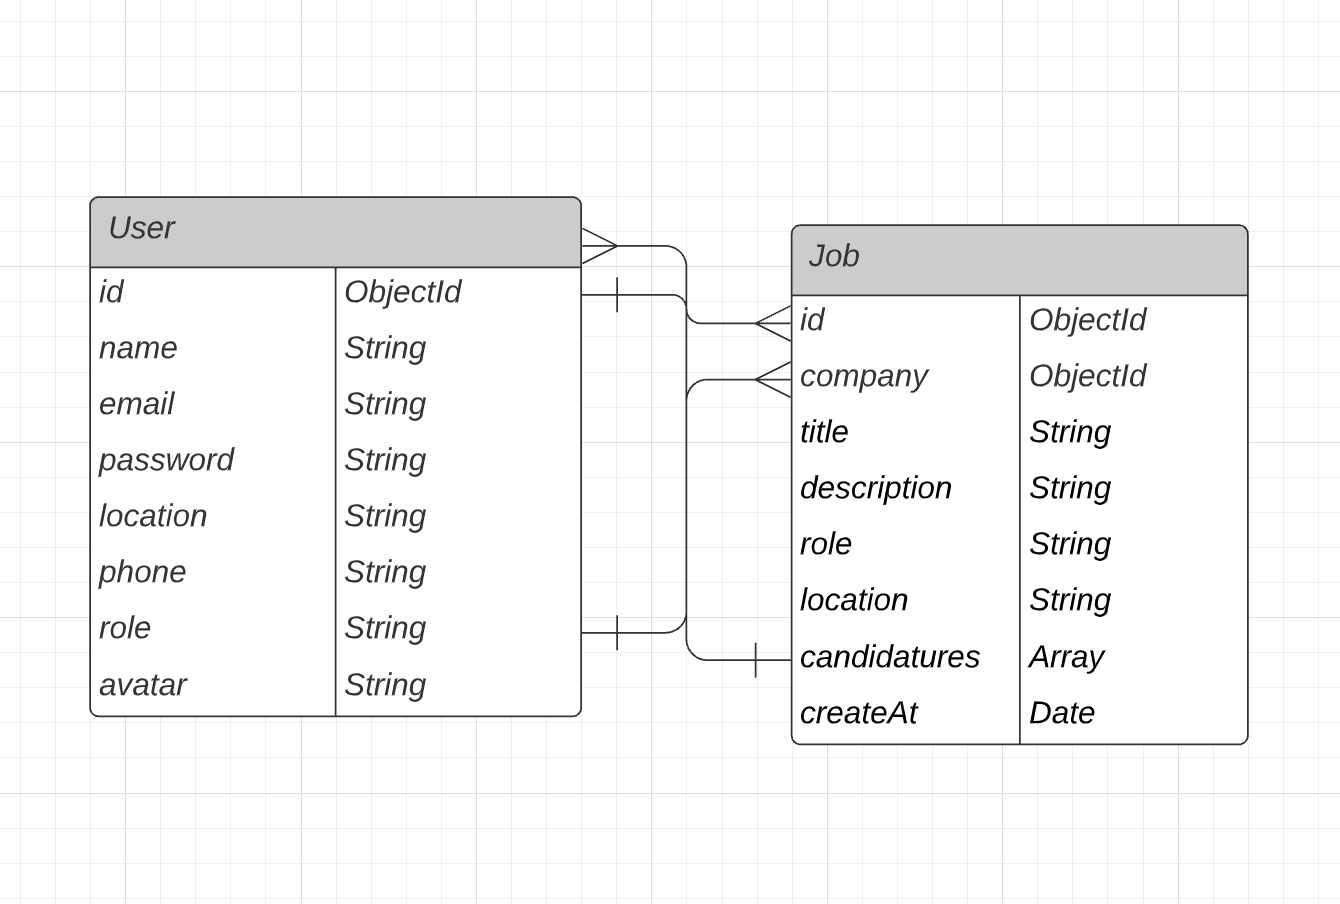 User
id ObjectId
name String
email String
password String
location String
phone String
role String
avatar String
Job
id ObjectId
company ObjectId
title String
description String
role String
location String
candidatures Array
createAt Date